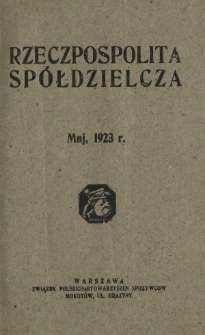 RZECZPOSPOLITA
SPÓŁDZIELCZA
Maj, 1923 r.
WARSZAWA
ZWIĄZEK POLSKICH STOWARZYSZEŃ SPOŻYWCÓW
MOKOTÓW, UL. GRAŻYNY.